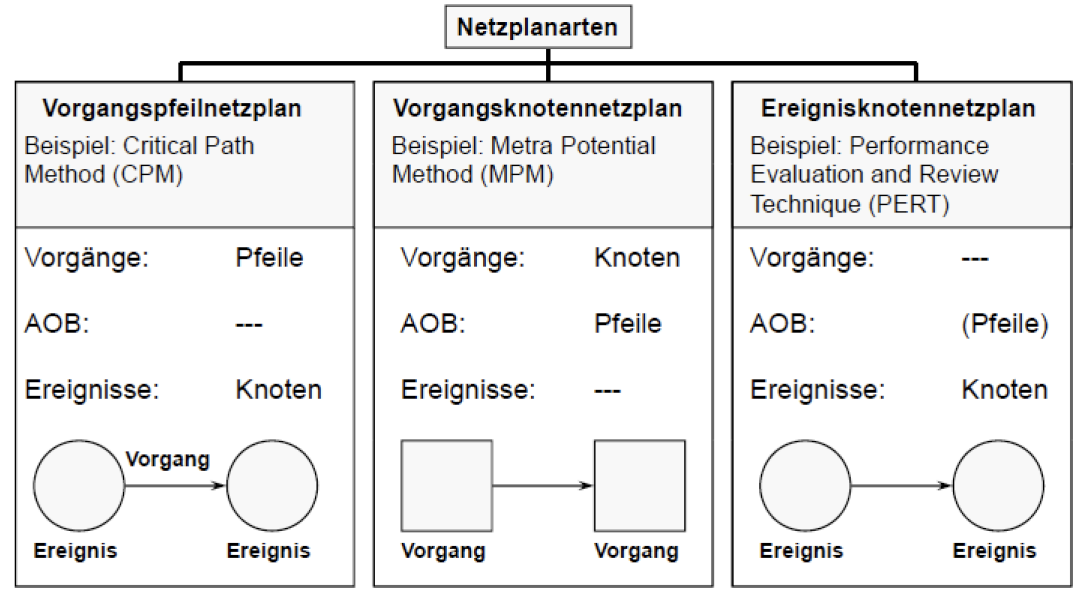 Netzplanarten
Vorgangspfeilnetzplan
Beispiel: Critical Path
Method (CPM)
Vorgänge: Pfeile
AOB: ---
Ereignisse: Knoten
Vorgang
Ereignis Ereignis
Vorgangsknotennetzplan
Beispiel: Metra Potential
Method (MPM)
Vorgänge: Knoten
AOB: Pfeile
Ereignisse: ---
Vorgang Vorgang
Ereignisknotennetzplan
Beispiel: Performance
Evaluation and Review
Technique (PERT)
Vorgänge: ---
AOB: (Pfeile)
Ereignisse: Knoten
Ereignis Ereignis